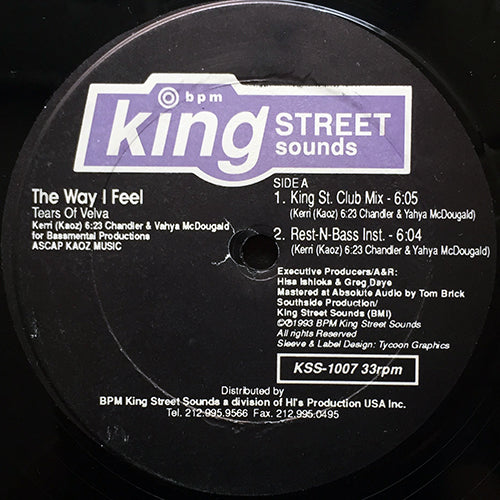 bpm
king STREET
sounds
The Way I Feel
Tears Of Velva
Kerri (Kaoz) 6:23 Chandler & Yahya McDougald
for Bassmental Productions
ASCAP KAOZ MUSIC
SIDE A
1. King St. Club Mix - 6:05
(Kerri (Kaoz) 6:23 Chandler & Yahya McDougald)
2. Rest-N-Bass Inst. - 6:04
(Kerri (Kaoz) 6:23 Chandler & Yahya McDougald)
Executive Producers/A&R:
Hisa Ishioka & Greg Daye
Mastered at Absolute Audio by Tom Brick
Southside Production/
King Street Sounds (BMI)
©℗1993 BPM King Street Sounds
All rights Reserved
Sleeve & Label Design: Tycoon Graphics
KSS-1007 33rpm
Distributed by
BPM King Street Sounds a division of HI's Production USA Inc.
Tel. 212.995.9566 Fax. 212.995.0495